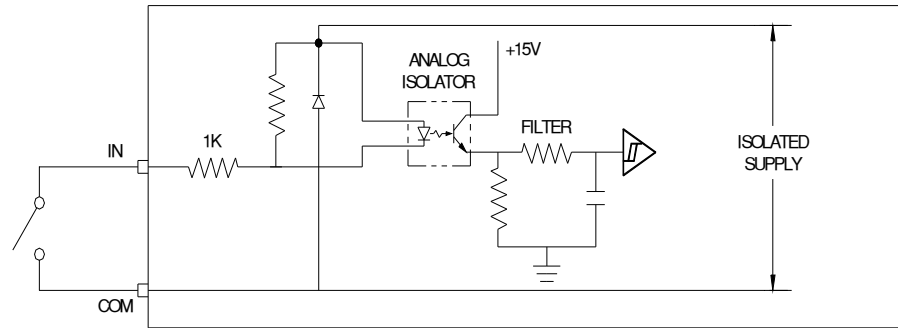 +15V
ANALOG
ISOLATOR
FILTER
1K
IN
ISOLATED
SUPPLY
COM